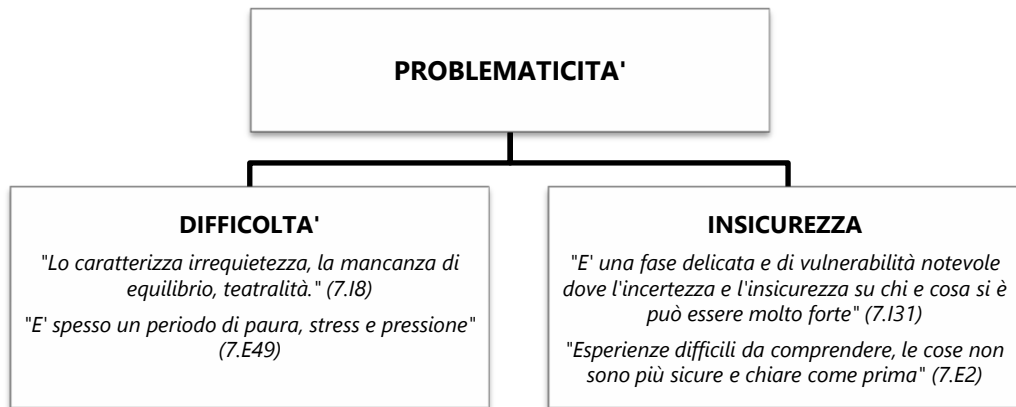 PROBLEMATICITA'
DIFFICOLTA'
"Lo caratterizza irrequietezza, la mancanza di
equilibrio, teatralità." (7.I8)
"E' spesso un periodo di paura, stress e pressione"
(7.E49)
INSICUREZZA
"E' una fase delicata e di vulnerabilità notevole
dove l'incertezza e l'insicurezza su chi e cosa si è
può essere molto forte" (7.I31)
"Esperienze difficili da comprendere, le cose non
sono più sicure e chiare come prima" (7.E2)